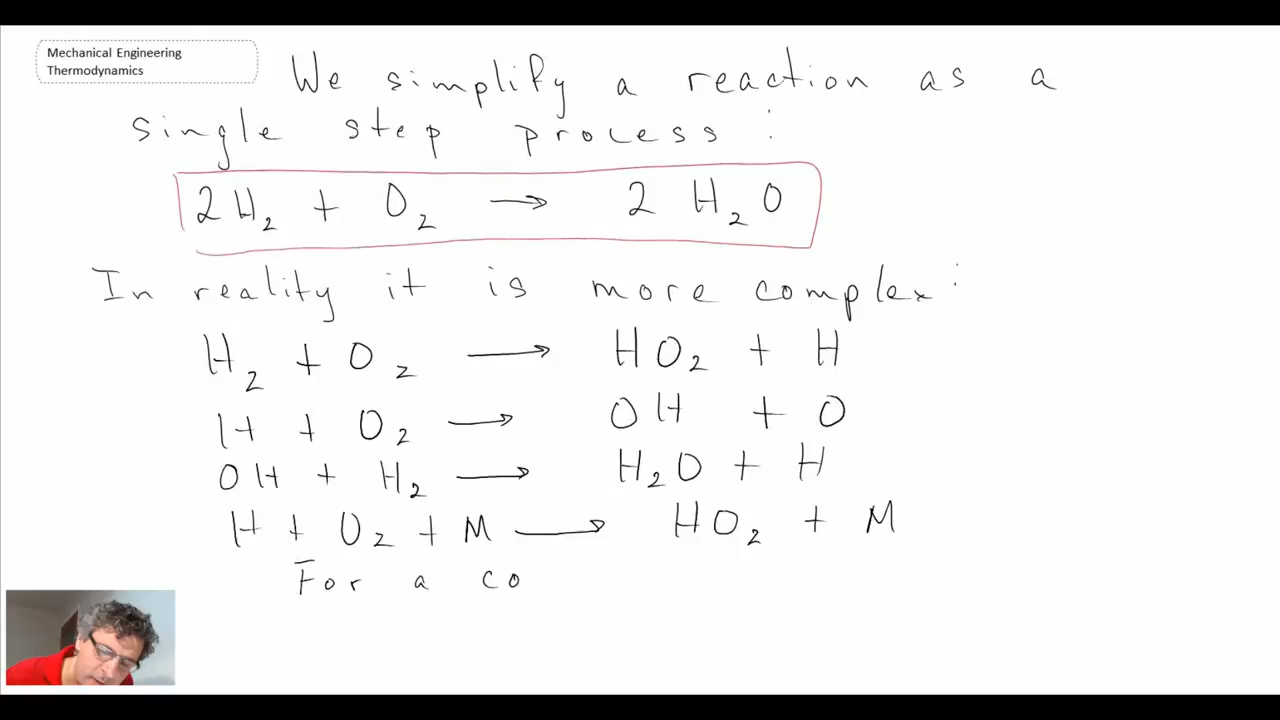 Mechanical Engineering
Thermodynamics
We simplify a reaction as a
single step process :
2H₂ + O₂ → 2 H₂O
In reality it is more complex :
H₂ + O₂ → HO₂ + H
H + O₂ → OH + O
OH + H₂ → H₂O + H
H + O₂ + M → HO₂ + M
For a co